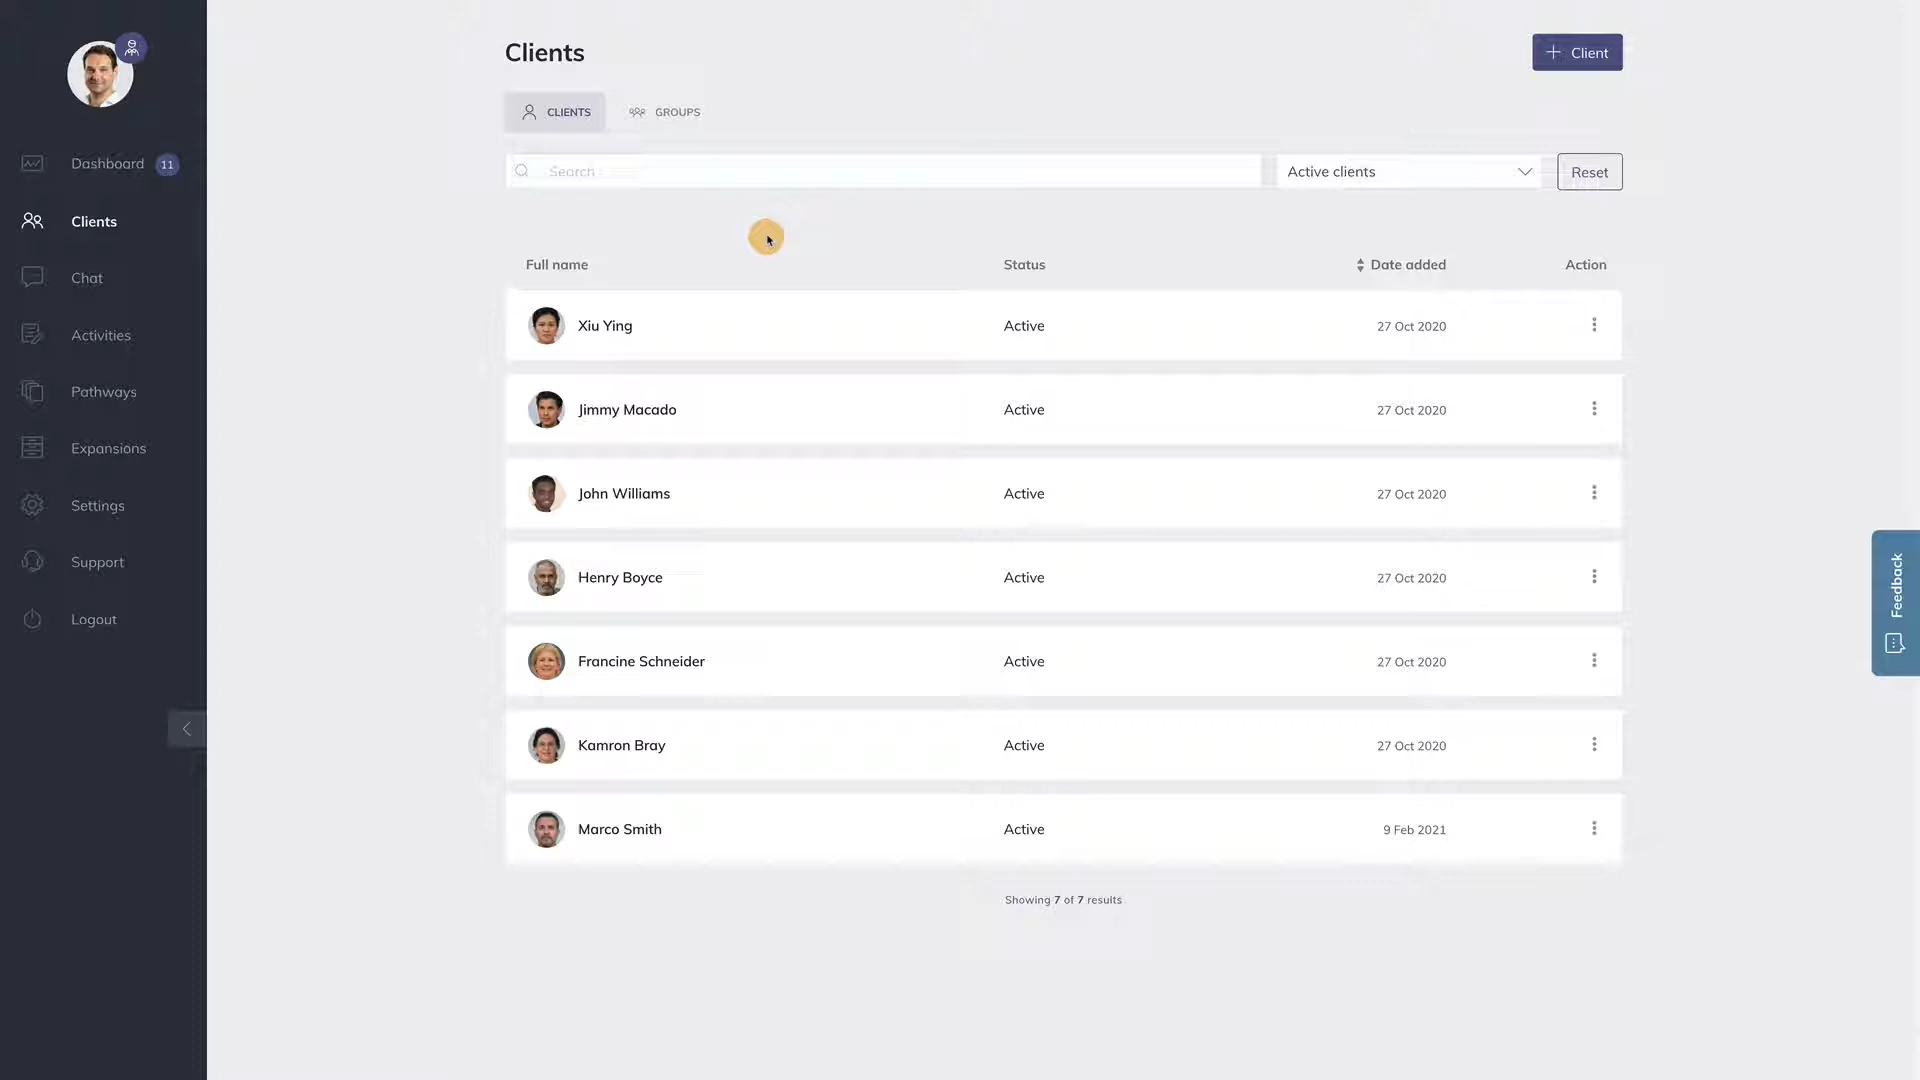 Clients
+ Client
CLIENTS
GROUPS
Search
Active clients
Reset
Dashboard 11
Clients
Chat
Activities
Pathways
Expansions
Settings
Support
Logout
Full name Status Date added Action
Xiu Ying Active 27 Oct 2020
Jimmy Macado Active 27 Oct 2020
John Williams Active 27 Oct 2020
Henry Boyce Active 27 Oct 2020
Francine Schneider Active 27 Oct 2020
Kamron Bray Active 27 Oct 2020
Marco Smith Active 9 Feb 2021
Showing 7 of 7 results
Feedback